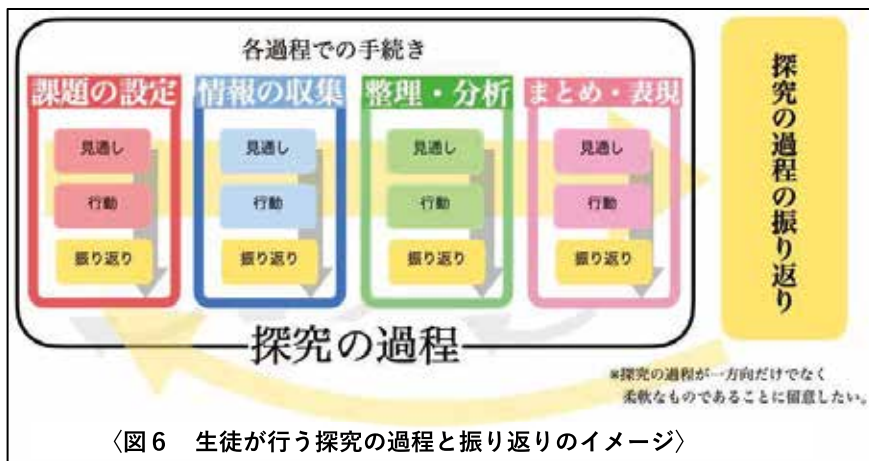 各過程での手続き
課題の設定
見通し
行動
振り返り
情報の収集
見通し
行動
振り返り
整理・分析
見通し
行動
振り返り
まとめ・表現
見通し
行動
振り返り
探究の過程
探究の過程の振り返り
※探究の過程が一方向だけでなく
柔軟なものであることに留意したい。
〈図6 生徒が行う探究の過程と振り返りのイメージ〉